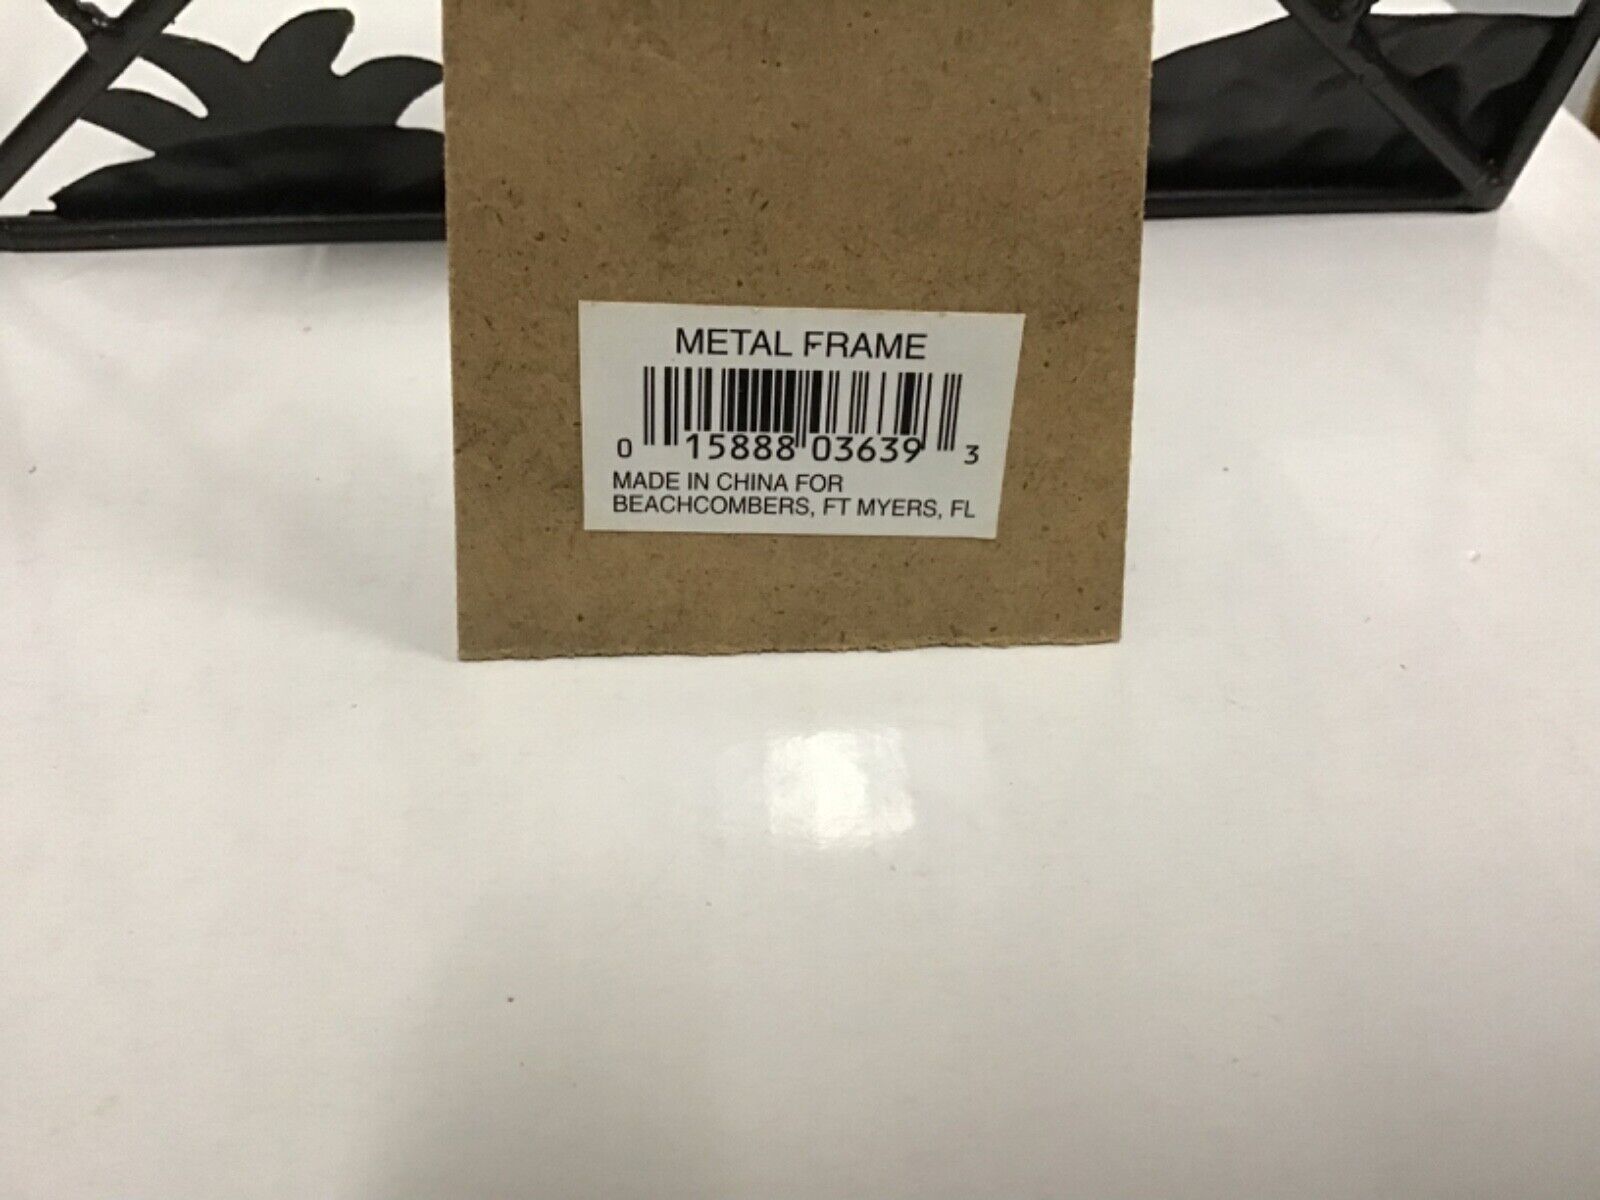 METAL FRAME
0 15888 03639 3
MADE IN CHINA FOR
BEACHCOMBERS, FT MYERS, FL